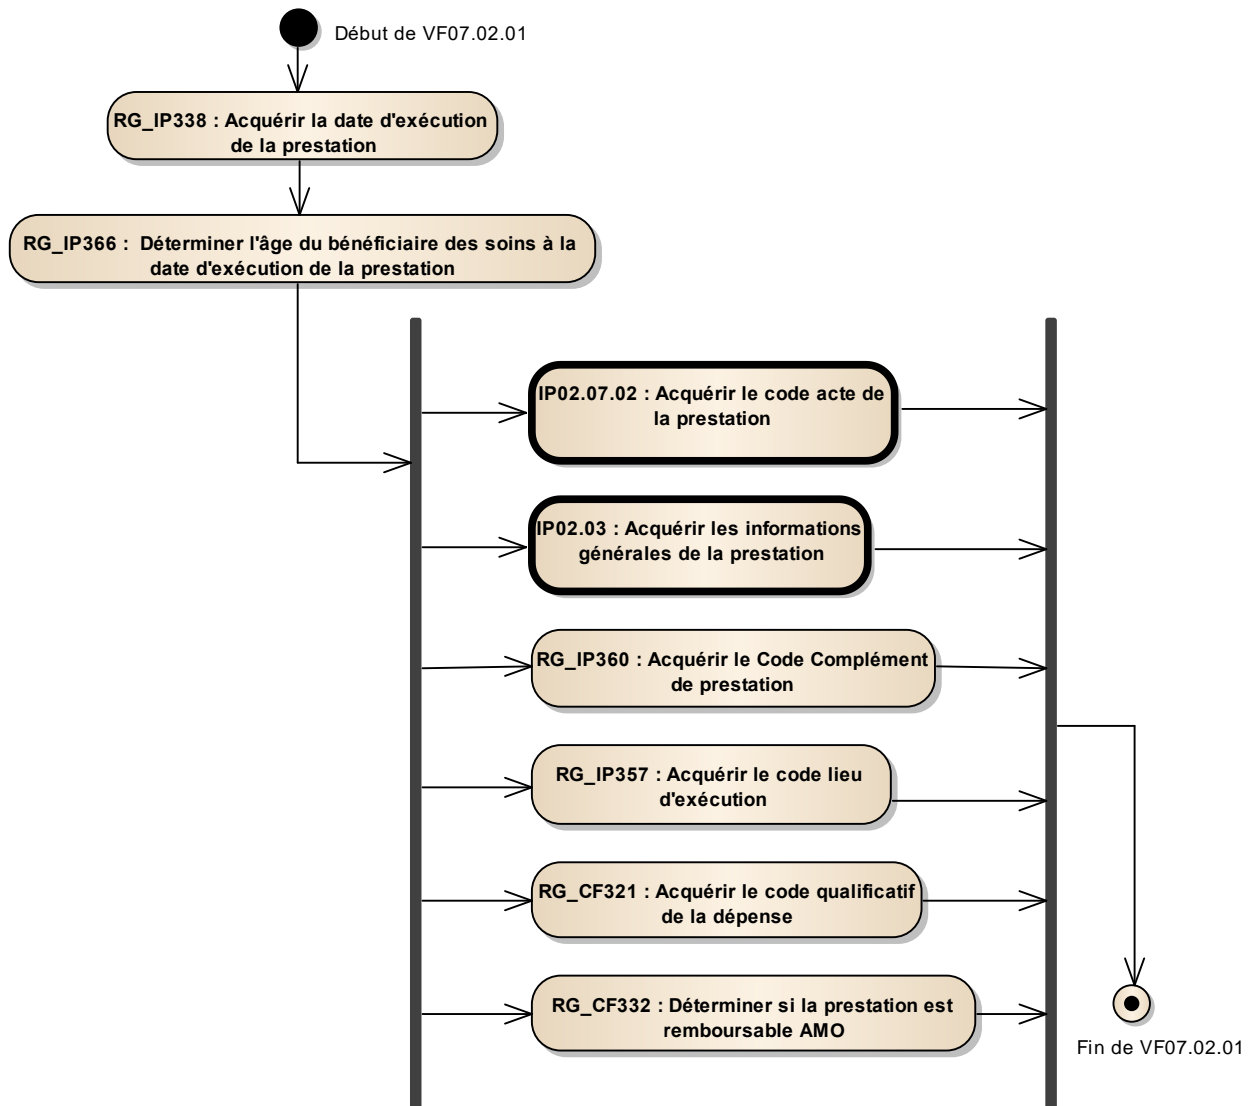 Début de VF07.02.01
RG_IP338 : Acquérir la date d'exécution
de la prestation
RG_IP366 :  Déterminer l'âge du bénéficiaire des soins à la
date d'exécution de la prestation
IP02.07.02 : Acquérir le code acte de
la prestation
IP02.03 : Acquérir les informations
générales de la prestation
RG_IP360 : Acquérir le Code Complément
de prestation
RG_IP357 : Acquérir le code lieu
d'exécution
RG_CF321 : Acquérir le code qualificatif
de la dépense
RG_CF332 : Déterminer si la prestation est
remboursable AMO
Fin de VF07.02.01